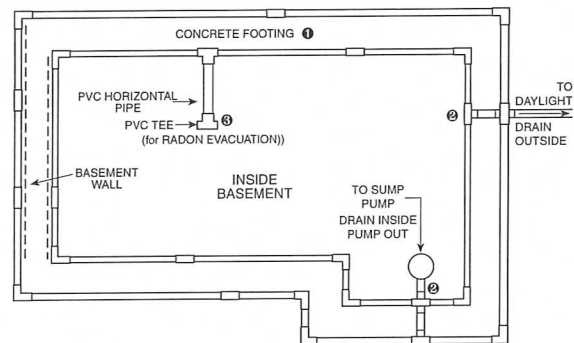 CONCRETE FOOTING ❶
TO
DAYLIGHT
DRAIN
OUTSIDE
PVC HORIZONTAL
PIPE
PVC TEE
(for RADON EVACUATION))
❸
❷
BASEMENT
WALL
INSIDE
BASEMENT
TO SUMP
PUMP
DRAIN INSIDE
PUMP OUT
❷